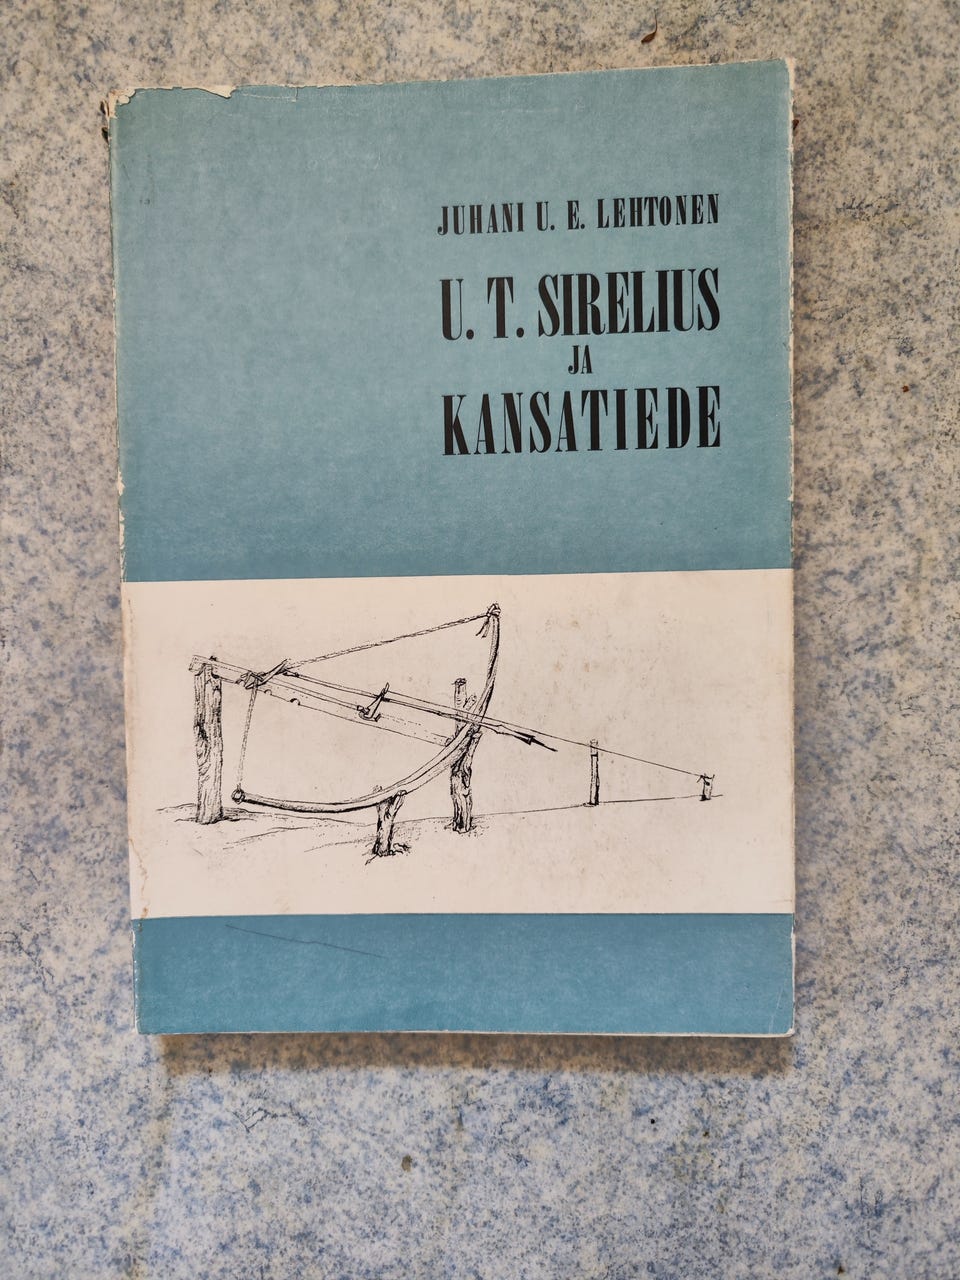 JUHANI U. E. LEHTONEN
U. T. SIRELIUS
JA
KANSATIEDE